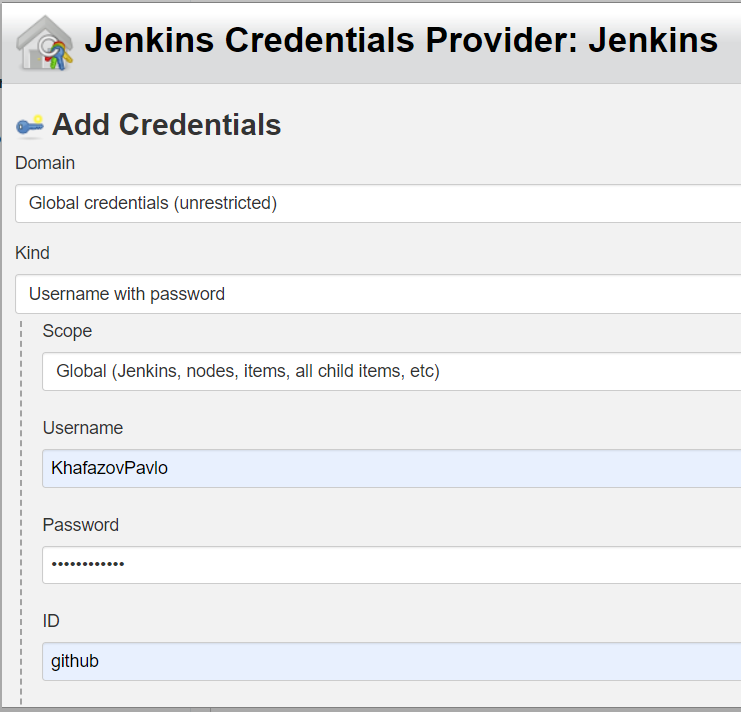 Jenkins Credentials Provider: Jenkins
Add Credentials
Domain
Global credentials (unrestricted)
Kind
Username with password
Scope
Global (Jenkins, nodes, items, all child items, etc)
Username
KhafazovPavlo
Password
••••••••••••
ID
github